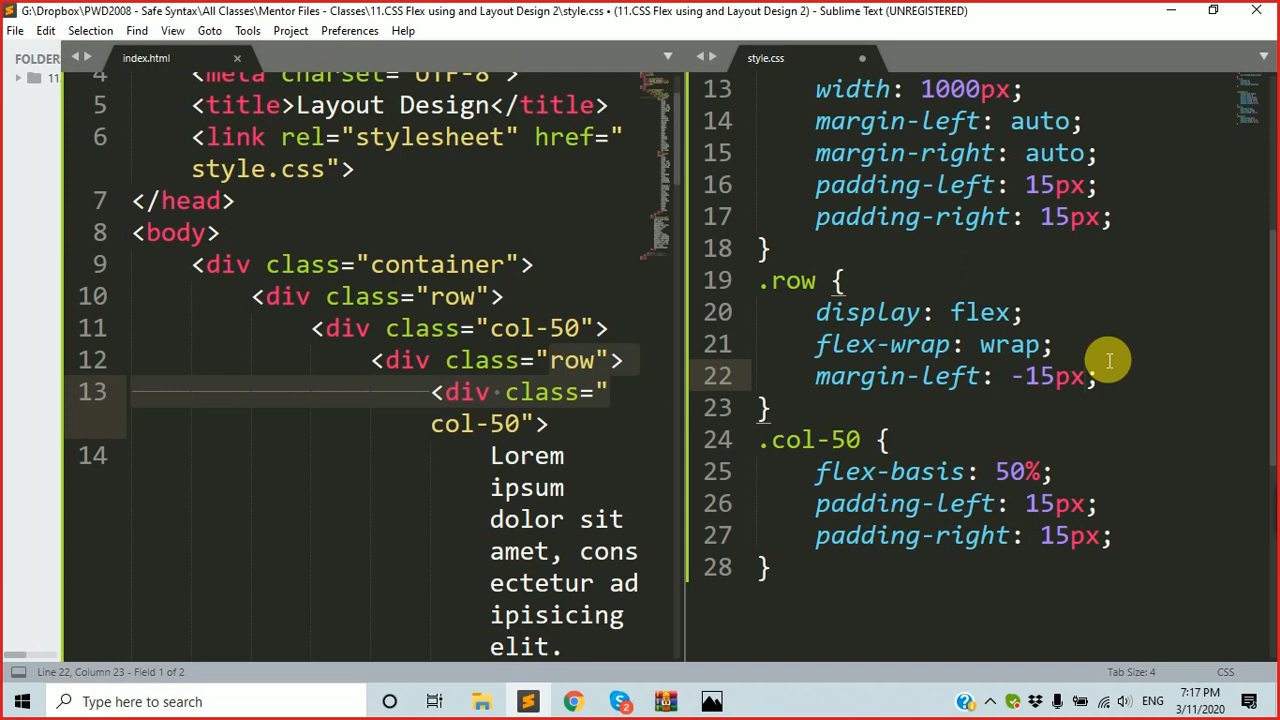 G:\Dropbox\PWD2008 - Safe Syntax\All Classes\Mentor Files - Classes\11.CSS Flex using and Layout Design 2\style.css • (11.CSS Flex using and Layout Design 2) - Sublime Text (UNREGISTERED)
File Edit Selection Find View Goto Tools Project Preferences Help
FOLDERS
11.
index.html
4 <meta charset="UTF-8">
5 <title>Layout Design</title>
6 <link rel="stylesheet" href="
style.css">
7 </head>
8 <body>
9 <div class="container">
10 <div class="row">
11 <div class="col-50">
12 <div class="row">
13 <div class="
col-50">
14 Lorem
ipsum
dolor sit
amet, cons
ectetur ad
ipisicing
elit.
style.css
13 width: 1000px;
14 margin-left: auto;
15 margin-right: auto;
16 padding-left: 15px;
17 padding-right: 15px;
18 }
19 .row {
20 display: flex;
21 flex-wrap: wrap;
22 margin-left: -15px;
23 }
24 .col-50 {
25 flex-basis: 50%;
26 padding-left: 15px;
27 padding-right: 15px;
28 }
Line 22, Column 23 - Field 1 of 2
Tab Size: 4 CSS
Type here to search
2
ENG
7:17 PM
3/11/2020